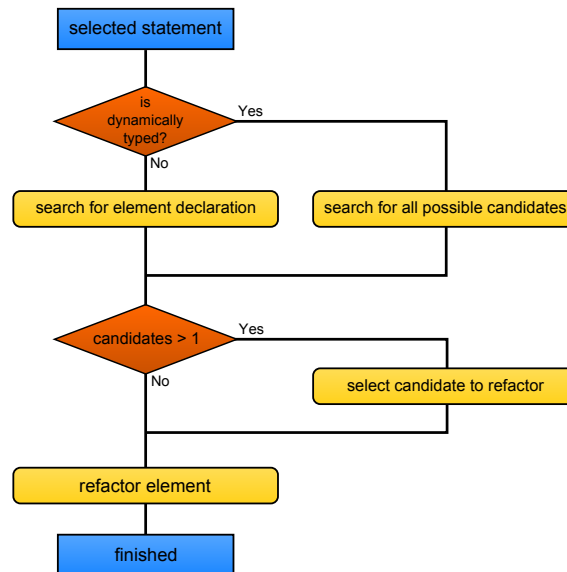 selected statement
is
dynamically
typed?
Yes
No
search for element declaration
search for all possible candidates
candidates > 1
Yes
No
select candidate to refactor
refactor element
finished